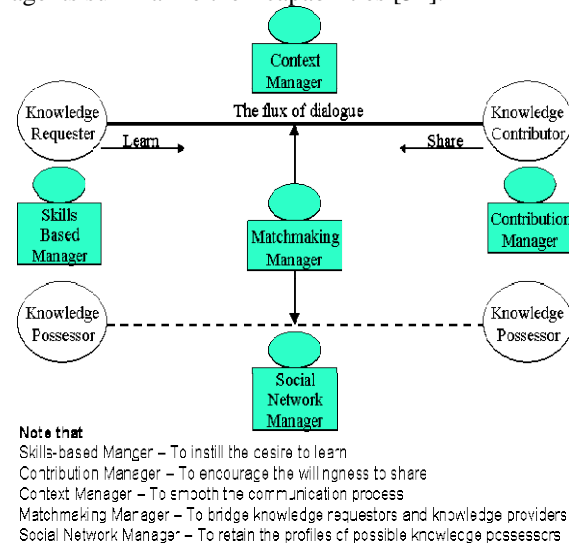 Context
Manager
Knowledge
Requester
The flux of dialogue
Knowledge
Contributor
Learn
Share
Skills
Based
Manager
Matchmaking
Manager
Contribution
Manager
Knowledge
Possessor
Knowledge
Possessor
Social
Network
Manager
Note that
Skills-based Manger – To instill the desire to learn
Contribution Manager – To encourage the willingness to share
Context Manager – To smooth the communication process
Matchmaking Manager – To bridge knowledge requestors and knowledge providers
Social Network Manager – To retain the profiles of possible knowledge possessors